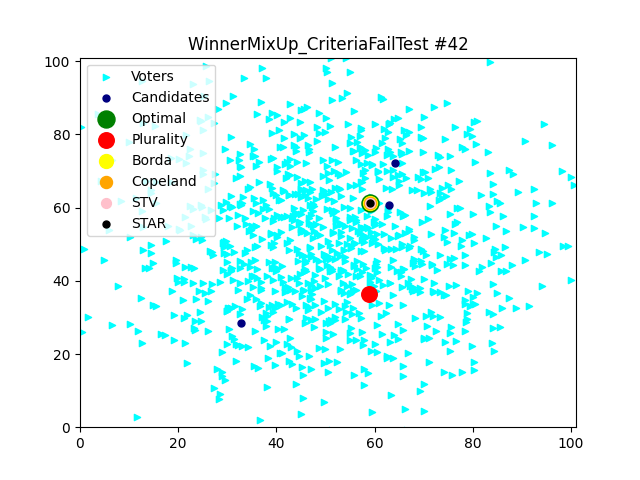 WinnerMixUp_CriteriaFailTest #42
100
80
60
40
20
0
Voters
Candidates
Optimal
Plurality
Borda
Copeland
STV
STAR
0 20 40 60 80 100